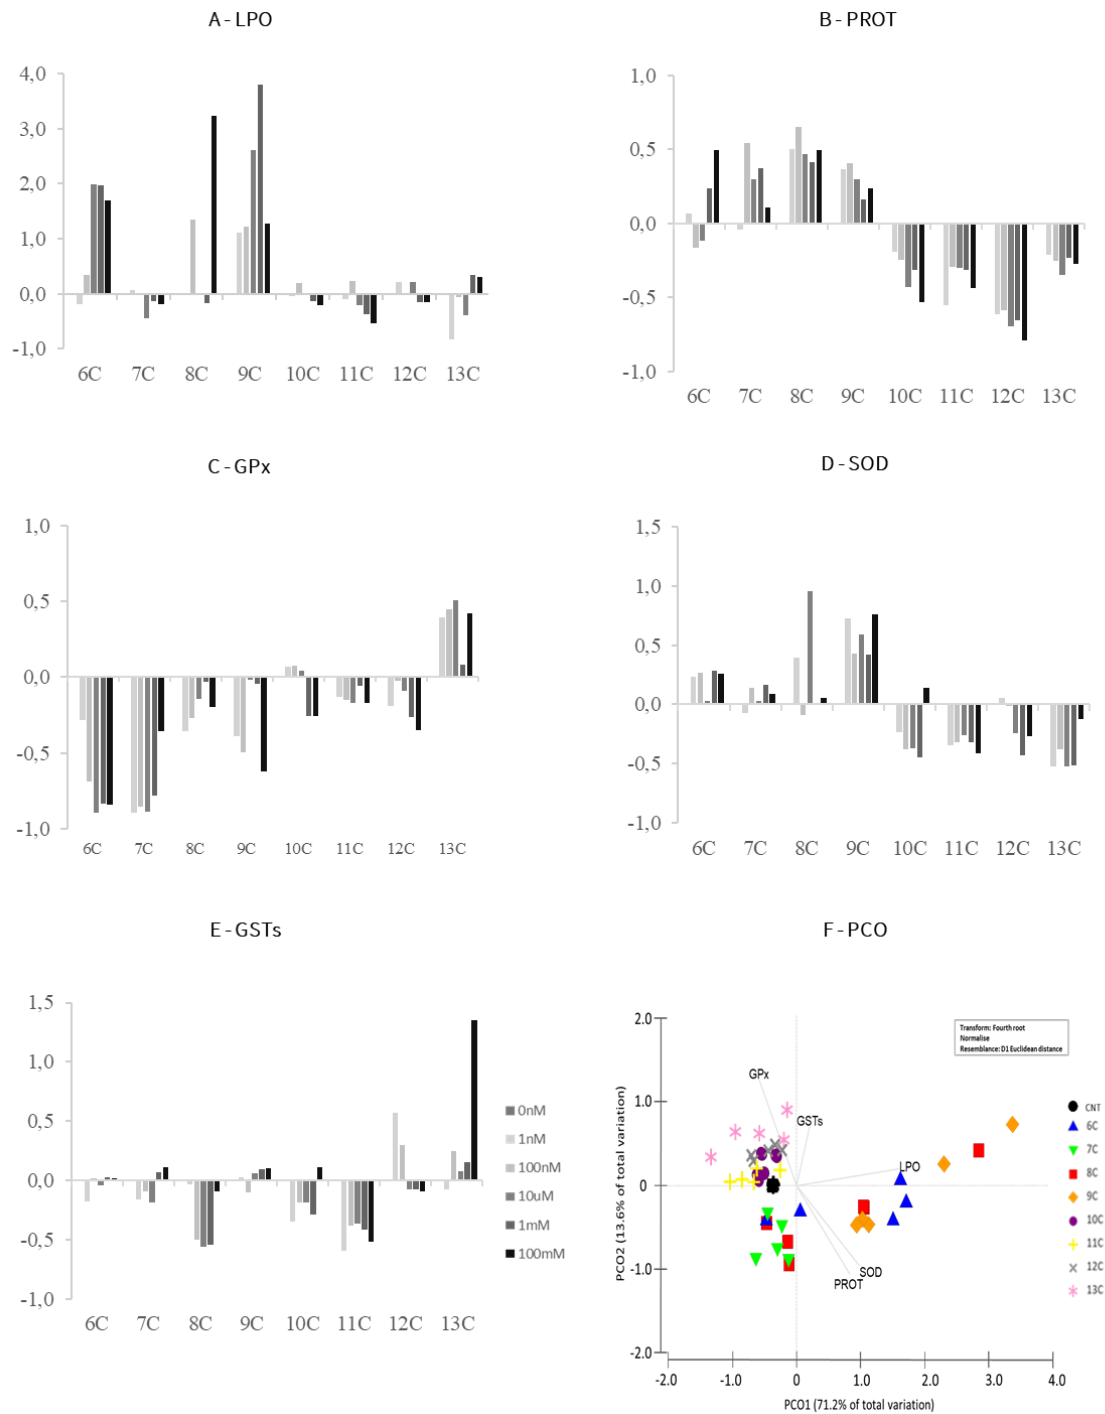 A - LPO
4,0
3,0
2,0
1,0
0,0
-1,0
6C 7C 8C 9C 10C 11C 12C 13C
B - PROT
1,0
0,5
0,0
-0,5
-1,0
6C 7C 8C 9C 10C 11C 12C 13C
C - GPx
1,0
0,5
0,0
-0,5
-1,0
6C 7C 8C 9C 10C 11C 12C 13C
D - SOD
1,5
1,0
0,5
0,0
-0,5
-1,0
6C 7C 8C 9C 10C 11C 12C 13C
E - GSTs
1,5
1,0
0,5
0,0
-0,5
-1,0
6C 7C 8C 9C 10C 11C 12C 13C
0nM
1nM
100nM
10uM
1mM
100mM
F - PCO
Transform: Fourth root
Normalise
Resemblance: D1 Euclidean distance
PCO2 (13.6% of total variation)
2.0
1.0
0
-1.0
-2.0
GPx
GSTs
LPO
SOD
PROT
-2.0 -1.0 0 1.0 2.0 3.0 4.0
PCO1 (71.2% of total variation)
CNT
6C
7C
8C
9C
10C
11C
12C
13C